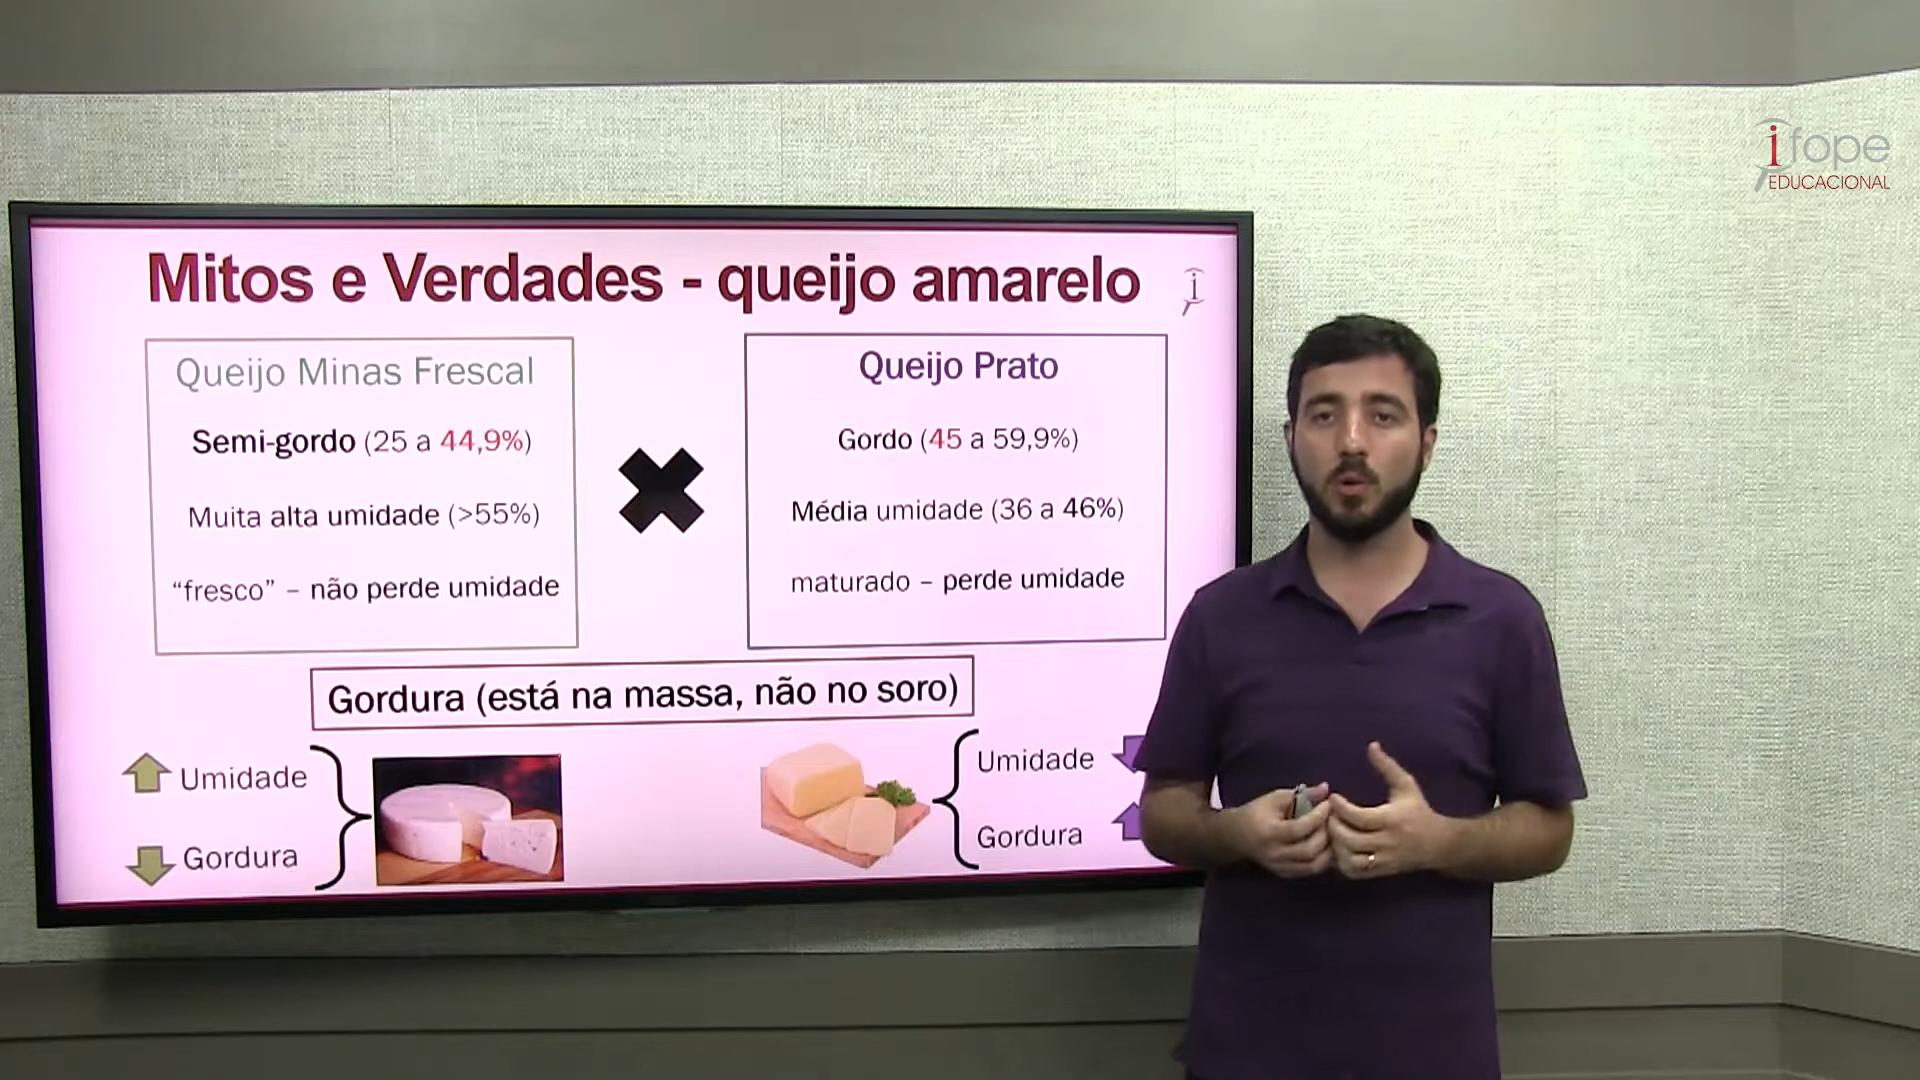 ifope
EDUCACIONAL
Mitos e Verdades - queijo amarelo
i
Queijo Minas Frescal
Semi-gordo (25 a 44,9%)
Muita alta umidade (>55%)
“fresco” – não perde umidade
Queijo Prato
Gordo (45 a 59,9%)
Média umidade (36 a 46%)
maturado – perde umidade
Gordura (está na massa, não no soro)
Umidade
Gordura
Umidade
Gordura